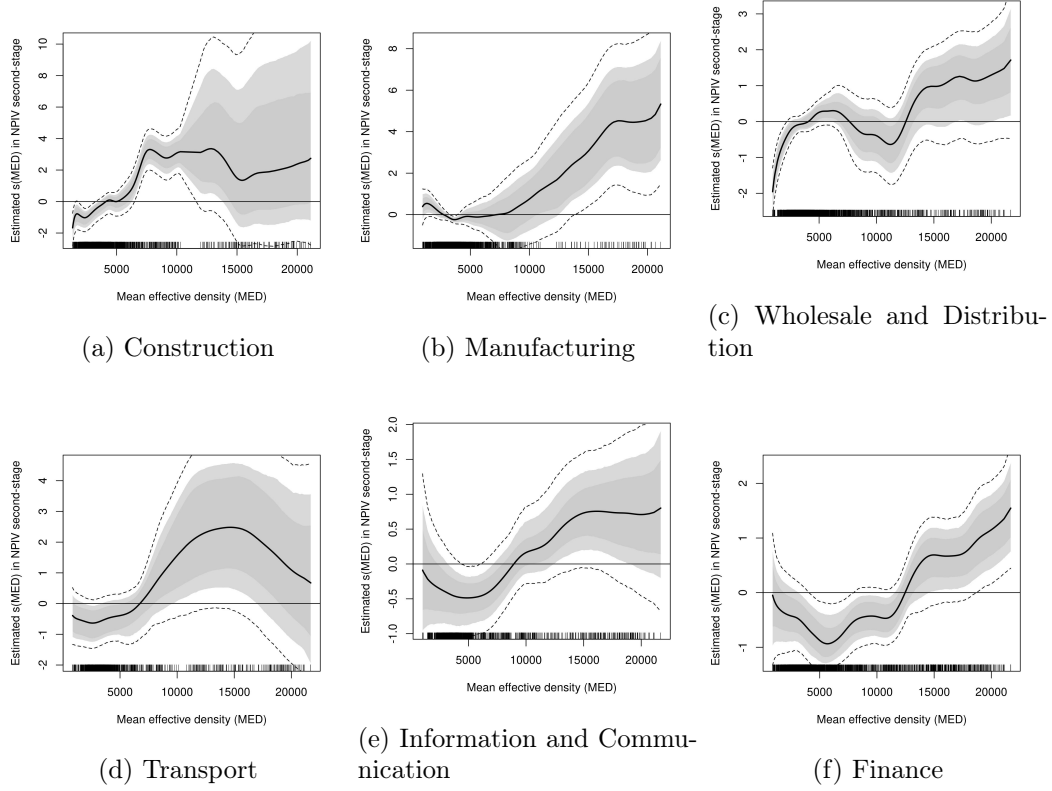 Estimated s(MED) in NPIV second-stage
-2 0 2 4 6 8 10
5000 10000 15000 20000
Mean effective density (MED)
(a) Construction
Estimated s(MED) in NPIV second-stage
0 2 4 6 8
5000 10000 15000 20000
Mean effective density (MED)
(b) Manufacturing
Estimated s(MED) in NPIV second-stage
-2 -1 0 1 2 3
5000 10000 15000 20000
Mean effective density (MED)
(c) Wholesale and Distribu-
tion
Estimated s(MED) in NPIV second-stage
-2 -1 0 1 2 3 4
5000 10000 15000 20000
Mean effective density (MED)
(d) Transport
Estimated s(MED) in NPIV second-stage
-1.0 -0.5 0.0 0.5 1.0 1.5 2.0
5000 10000 15000 20000
Mean effective density (MED)
(e) Information and Commu-
nication
Estimated s(MED) in NPIV second-stage
-1 0 1 2
5000 10000 15000 20000
Mean effective density (MED)
(f) Finance